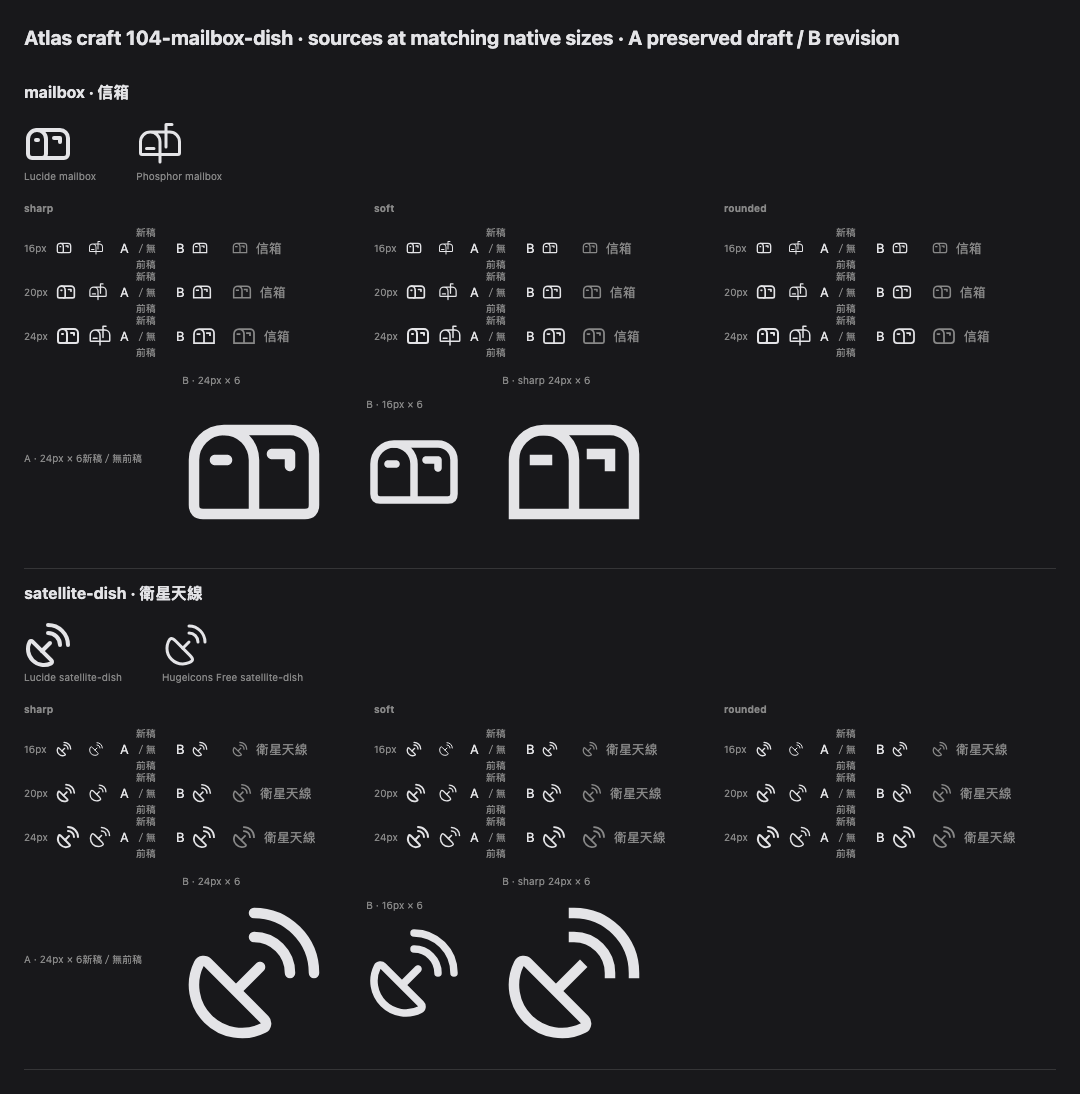 Atlas craft 104-mailbox-dish · sources at matching native sizes · A preserved draft / B revision
mailbox · 信箱
Lucide mailbox
Phosphor mailbox
sharp
soft
rounded
16px A 新稿 / 無前稿 B 信箱
16px A 新稿 / 無前稿 B 信箱
16px A 新稿 / 無前稿 B 信箱
20px A 新稿 / 無前稿 B 信箱
20px A 新稿 / 無前稿 B 信箱
20px A 新稿 / 無前稿 B 信箱
24px A 新稿 / 無前稿 B 信箱
24px A 新稿 / 無前稿 B 信箱
24px A 新稿 / 無前稿 B 信箱
B · 24px × 6
B · sharp 24px × 6
B · 16px × 6
A · 24px × 6新稿 / 無前稿
satellite-dish · 衛星天線
Lucide satellite-dish
Hugeicons Free satellite-dish
sharp
soft
rounded
16px A 新稿 / 無前稿 B 衛星天線
16px A 新稿 / 無前稿 B 衛星天線
16px A 新稿 / 無前稿 B 衛星天線
20px A 新稿 / 無前稿 B 衛星天線
20px A 新稿 / 無前稿 B 衛星天線
20px A 新稿 / 無前稿 B 衛星天線
24px A 新稿 / 無前稿 B 衛星天線
24px A 新稿 / 無前稿 B 衛星天線
24px A 新稿 / 無前稿 B 衛星天線
B · 24px × 6
B · sharp 24px × 6
B · 16px × 6
A · 24px × 6新稿 / 無前稿